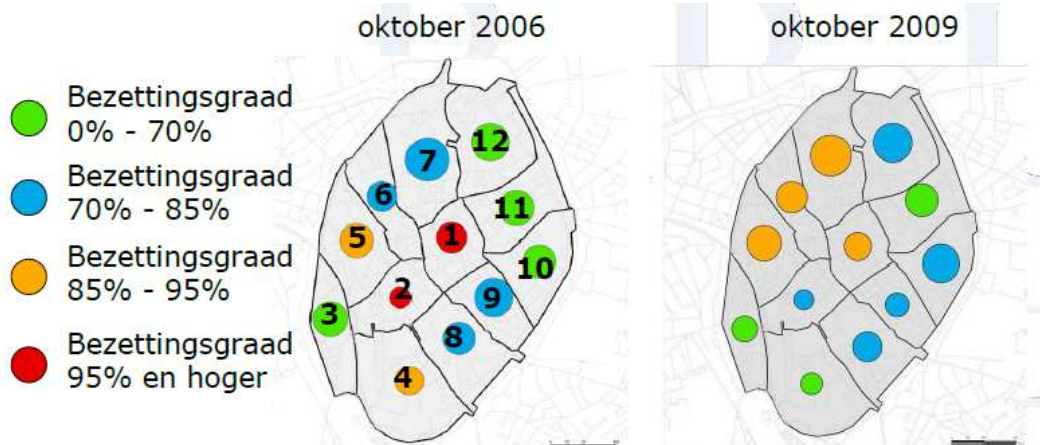 oktober 2006
oktober 2009
Bezettingsgraad
0% - 70%
Bezettingsgraad
70% - 85%
Bezettingsgraad
85% - 95%
Bezettingsgraad
95% en hoger
12
7
6
11
5
1
10
2
9
3
8
4